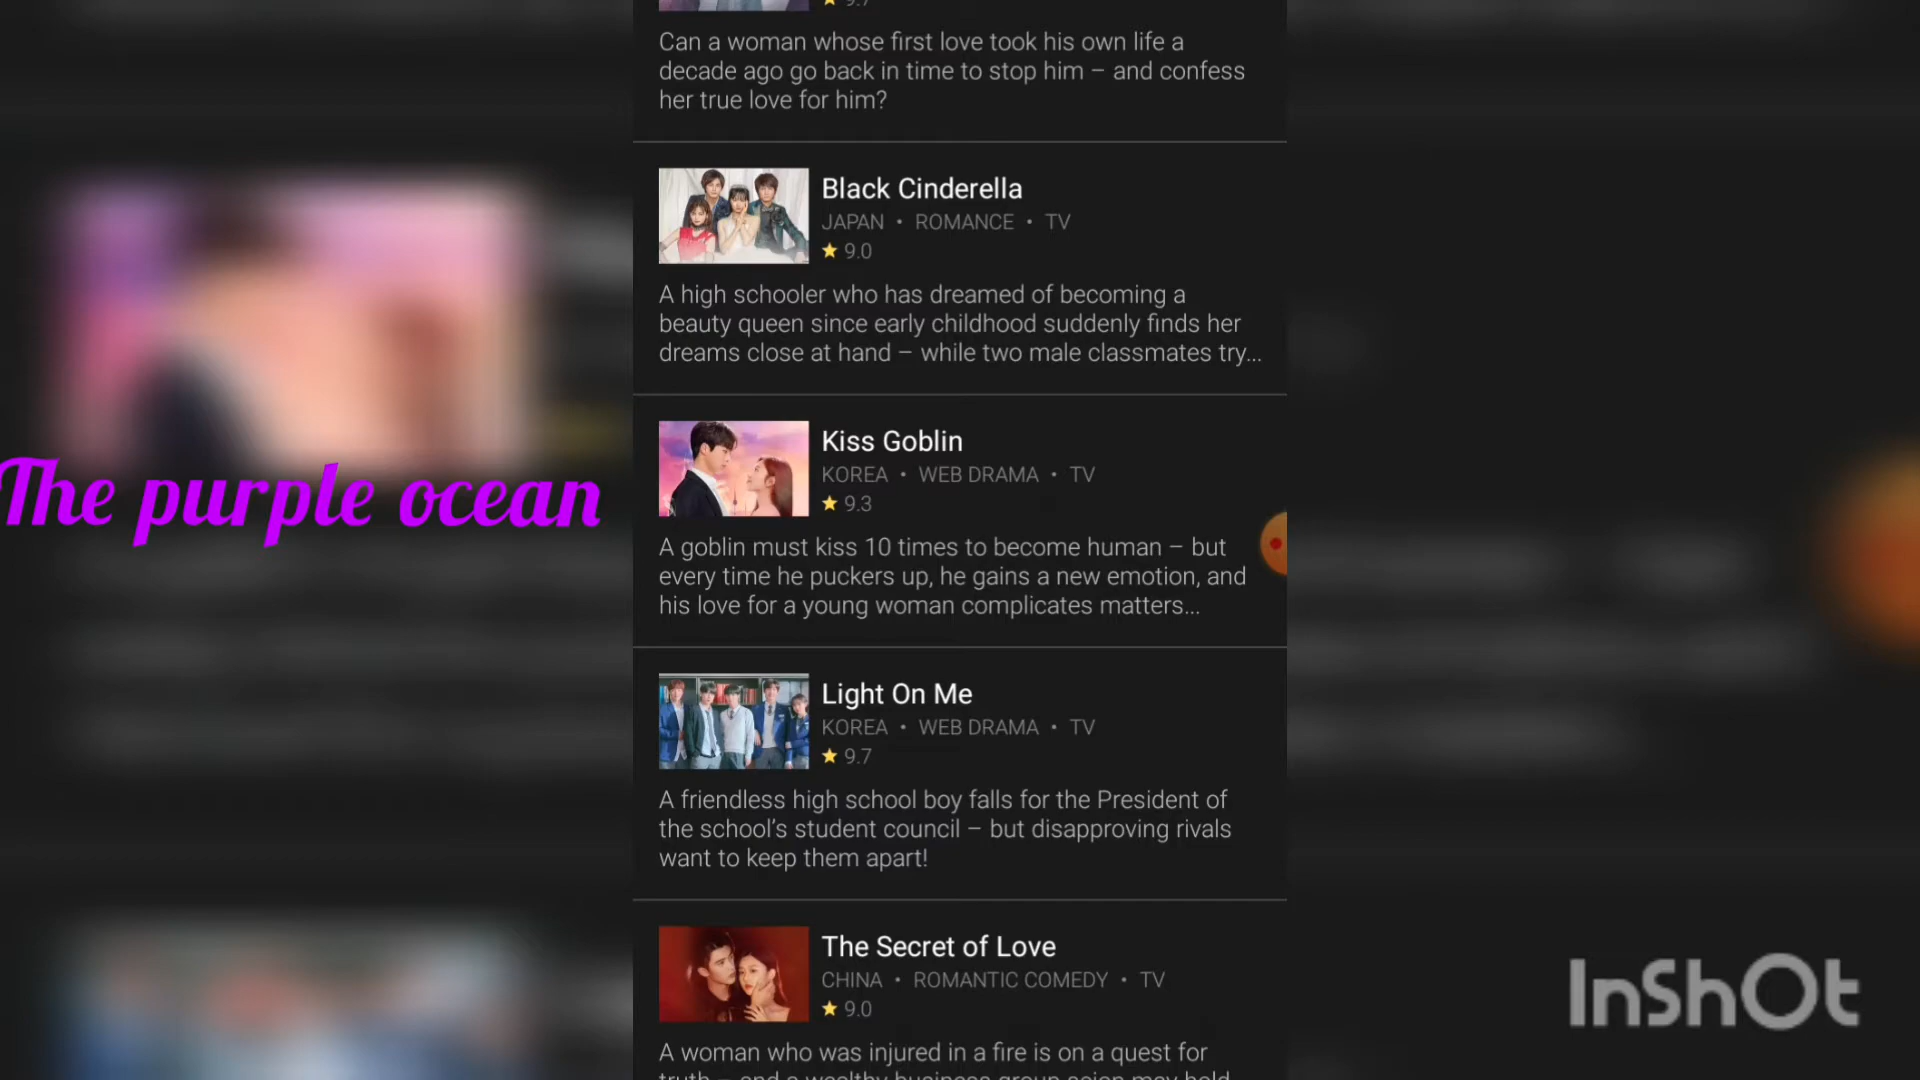 Can a woman whose first love took his own life a
decade ago go back in time to stop him – and confess
her true love for him?
Black Cinderella
JAPAN • ROMANCE • TV
9.0
A high schooler who has dreamed of becoming a
beauty queen since early childhood suddenly finds her
dreams close at hand – while two male classmates try...
Kiss Goblin
KOREA • WEB DRAMA • TV
9.3
The purple ocean
A goblin must kiss 10 times to become human – but
every time he puckers up, he gains a new emotion, and
his love for a young woman complicates matters...
Light On Me
KOREA • WEB DRAMA • TV
9.7
A friendless high school boy falls for the President of
the school’s student council – but disapproving rivals
want to keep them apart!
The Secret of Love
CHINA • ROMANTIC COMEDY • TV
9.0
InShOt
A woman who was injured in a fire is on a quest for